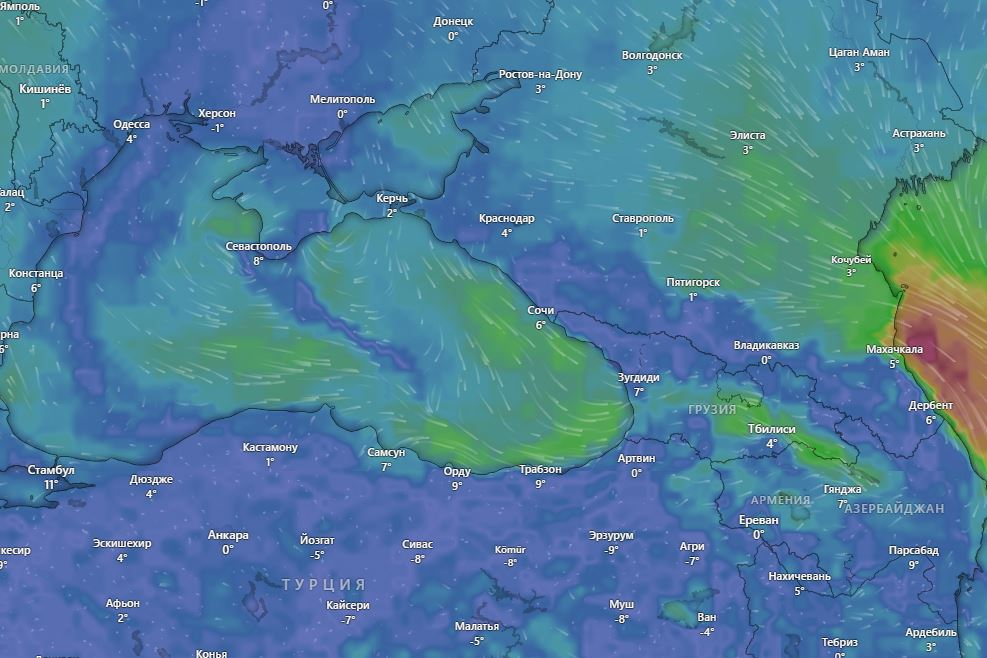 Ямполь
1°
-1°
0°
Донецк
0°
Волгодонск
3°
Цаган Аман
3°
МОЛДАВИЯ
Кишинёв
1°
Ростов-на-Дону
3°
Мелитополь
0°
Херсон
-1°
Одесса
4°
Элиста
3°
Астрахань
3°
2°
Керчь
2°
Краснодар
4°
Ставрополь
1°
Севастополь
8°
Констанца
6°
Кочубей
3°
Пятигорск
1°
Сочи
6°
Владикавказ
0°
Махачкала
5°
Зугдиди
7°
ГРУЗИЯ
Дербент
6°
Тбилиси
4°
Кастамону
1°
Самсун
7°
Орду
9°
Трабзон
9°
Артвин
0°
Стамбул
11°
Дюздже
4°
Гянджа
7°
АРМЕНИЯ
АЗЕРБАЙДЖАН
Ереван
0°
Эскишехир
4°
Анкара
0°
Йозгат
-5°
Сивас
-8°
Kömür
-8°
Эрзурум
-9°
Агри
-7°
Парсабад
9°
Нахичевань
5°
ТУРЦИЯ
Афьон
2°
Кайсери
-7°
Малатья
-5°
Муш
-8°
Ван
-4°
Тебриз
0°
Ардебиль
3°
Конья